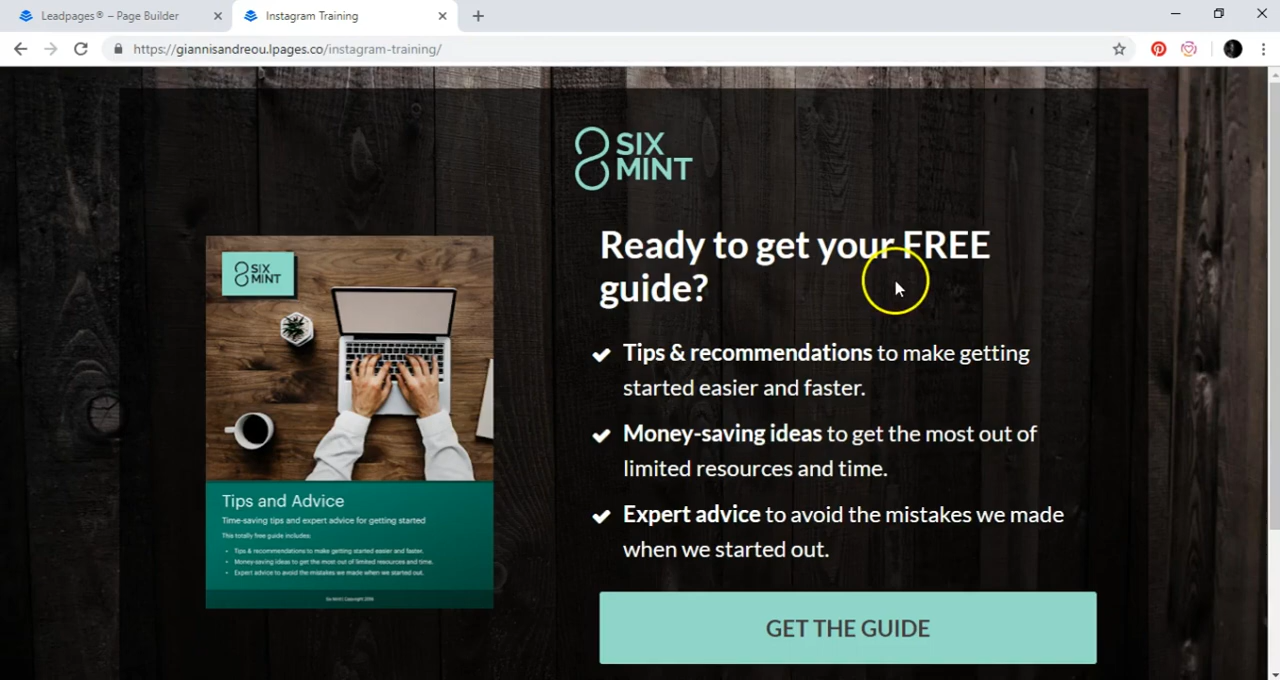 Leadpages® – Page Builder
Instagram Training
https://giannisandreou.lpages.co/instagram-training/
SIX
MINT
Ready to get your FREE
guide?
Tips & recommendations to make getting
started easier and faster.
Money-saving ideas to get the most out of
limited resources and time.
Expert advice to avoid the mistakes we made
when we started out.
GET THE GUIDE
SIX
MINT
Tips and Advice
Time-saving tips and expert advice for getting started
This totally free guide includes:
Tips & recommendations to make getting started easier and faster.
Money-saving ideas to get the most out of limited resources and time.
Expert advice to avoid the mistakes we made when we started out.